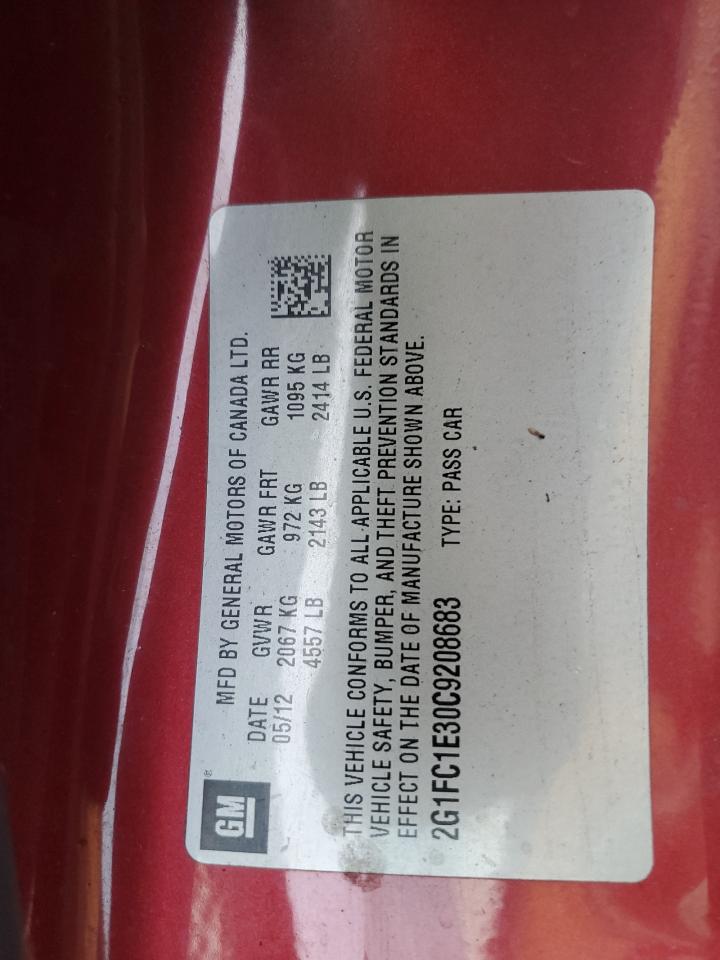 GM®
MFD BY GENERAL MOTORS OF CANADA LTD.
DATE GVWR GAWR FRT GAWR RR
05/12 2067 KG 972 KG 1095 KG
4557 LB 2143 LB 2414 LB
THIS VEHICLE CONFORMS TO ALL APPLICABLE U.S. FEDERAL MOTOR
VEHICLE SAFETY, BUMPER, AND THEFT PREVENTION STANDARDS IN
EFFECT ON THE DATE OF MANUFACTURE SHOWN ABOVE.
2G1FC1E30C9208683 TYPE: PASS CAR